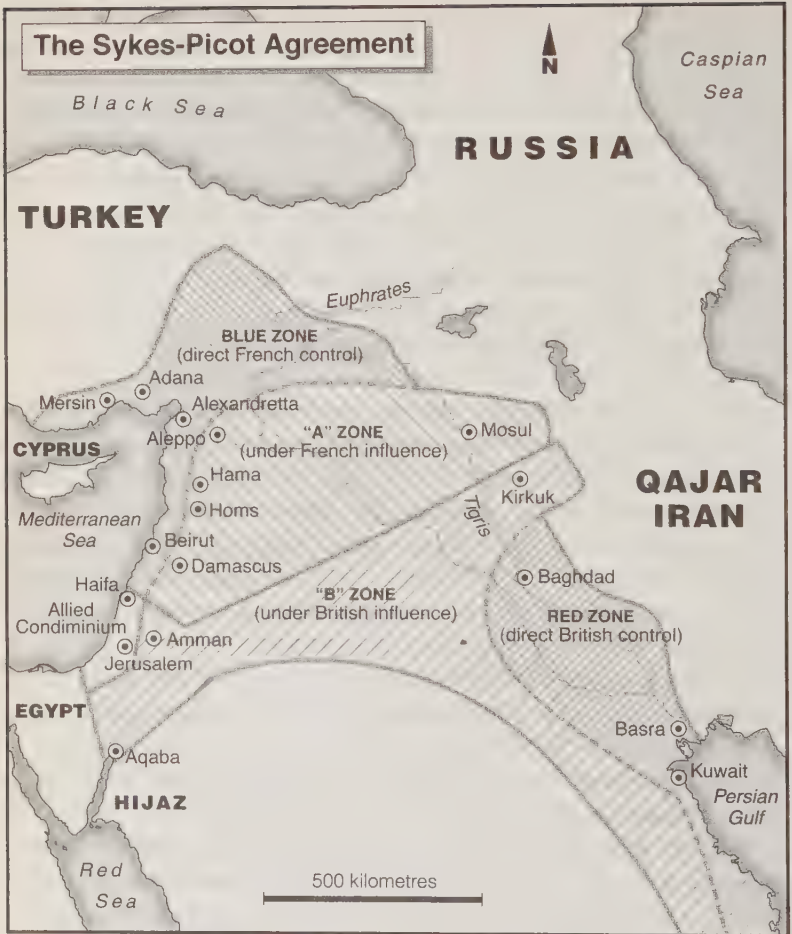 The Sykes-Picot Agreement
N
Caspian
Sea
Black Sea
RUSSIA
TURKEY
Euphrates
BLUE ZONE
(direct French control)
Adana
Mersin
Alexandretta
"A" ZONE
(under French influence)
Mosul
Aleppo
CYPRUS
Hama
Kirkuk
QAJAR
IRAN
Homs
Tigris
Mediterranean
Sea
Beirut
Damascus
Baghdad
Haifa
"B" ZONE
(under British influence)
Allied
Condiminium
RED ZONE
(direct British control)
Amman
Jerusalem
EGYPT
Basra
Aqaba
Kuwait
HIJAZ
Persian
Gulf
Red
Sea
500 kilometres